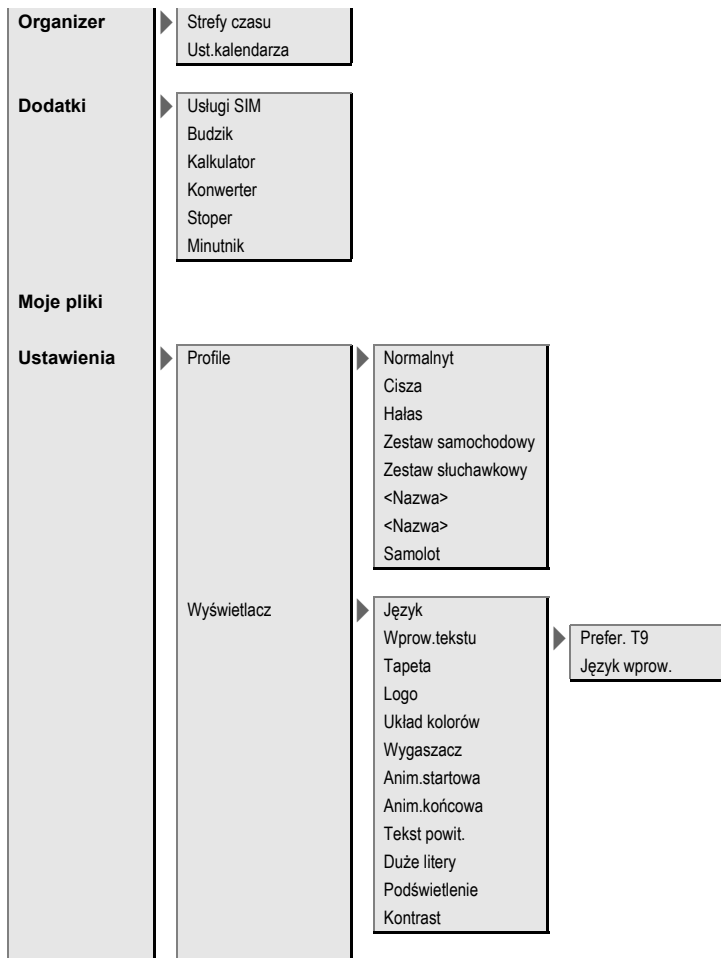 Organizer
Strefy czasu
Ust.kalendarza
Dodatki
Usługi SIM
Budzik
Kalkulator
Konwerter
Stoper
Minutnik
Moje pliki
Ustawienia
Profile
Normalnyt
Cisza
Hałas
Zestaw samochodowy
Zestaw słuchawkowy
<Nazwa>
<Nazwa>
Samolot
Wyświetlacz
Język
Wprow.tekstu
Prefer. T9
Język wprow.
Tapeta
Logo
Układ kolorów
Wygaszacz
Anim.startowa
Anim.końcowa
Tekst powit.
Duże litery
Podświetlenie
Kontrast